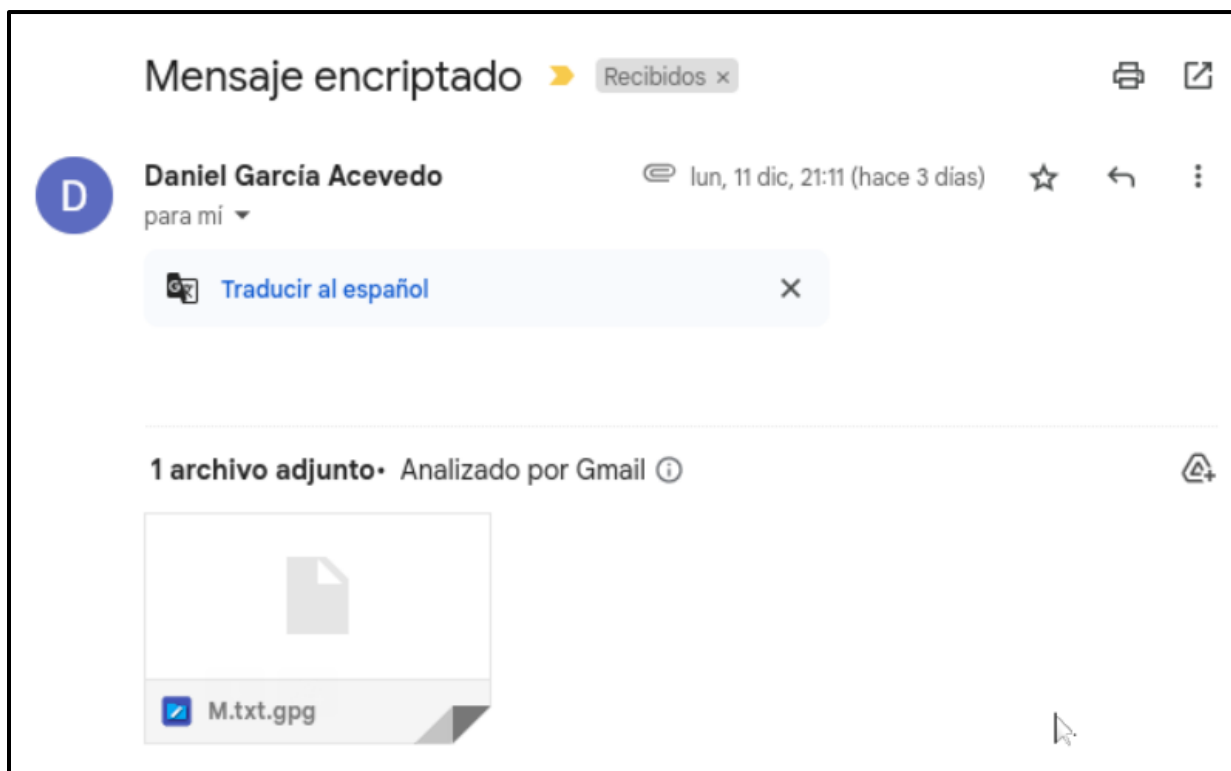 Mensaje encriptado Recibidos ×
Daniel García Acevedo lun, 11 dic, 21:11 (hace 3 días)
D
para mí
Traducir al español
1 archivo adjunto• Analizado por Gmail
M.txt.gpg